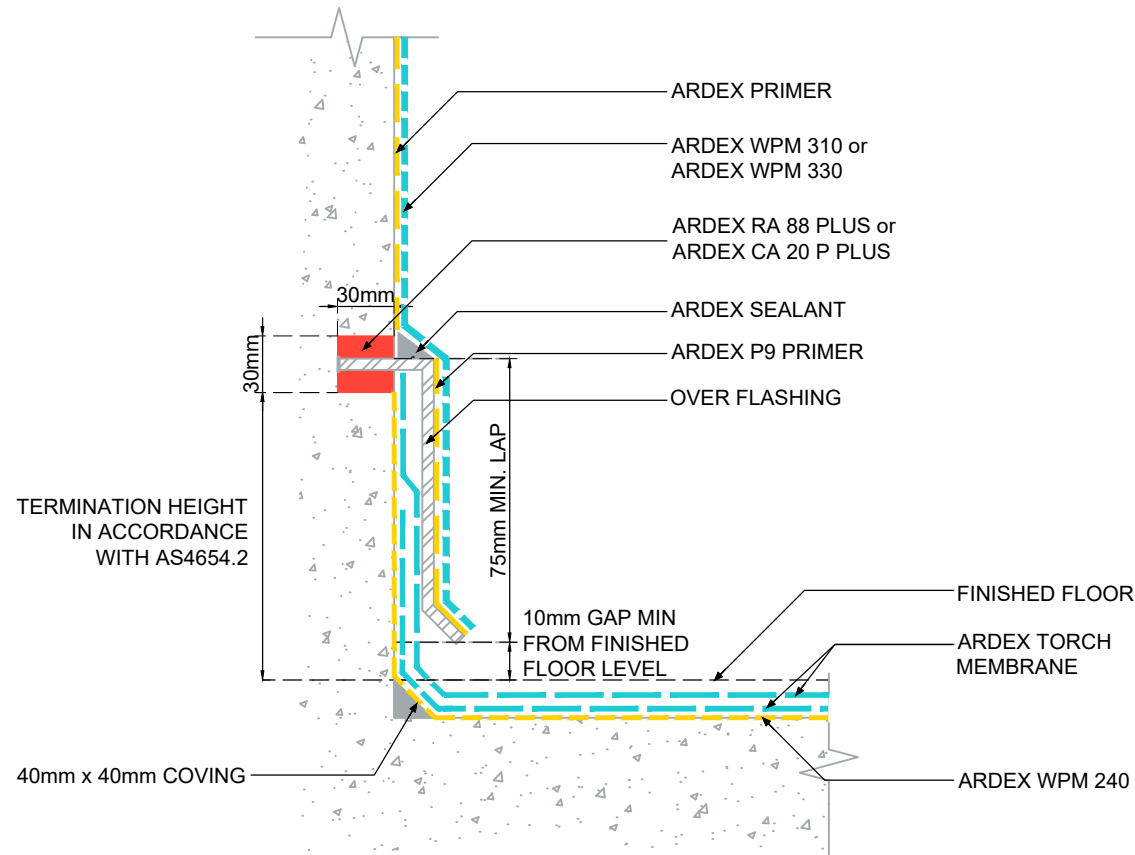 ARDEX PRIMER
ARDEX WPM 310 or
ARDEX WPM 330
ARDEX RA 88 PLUS or
ARDEX CA 20 P PLUS
30mm
ARDEX SEALANT
30mm
ARDEX P9 PRIMER
OVER FLASHING
75mm MIN. LAP
TERMINATION HEIGHT
IN ACCORDANCE
WITH AS4654.2
10mm GAP MIN
FROM FINISHED
FLOOR LEVEL
FINISHED FLOOR
ARDEX TORCH
MEMBRANE
40mm x 40mm COVING
ARDEX WPM 240